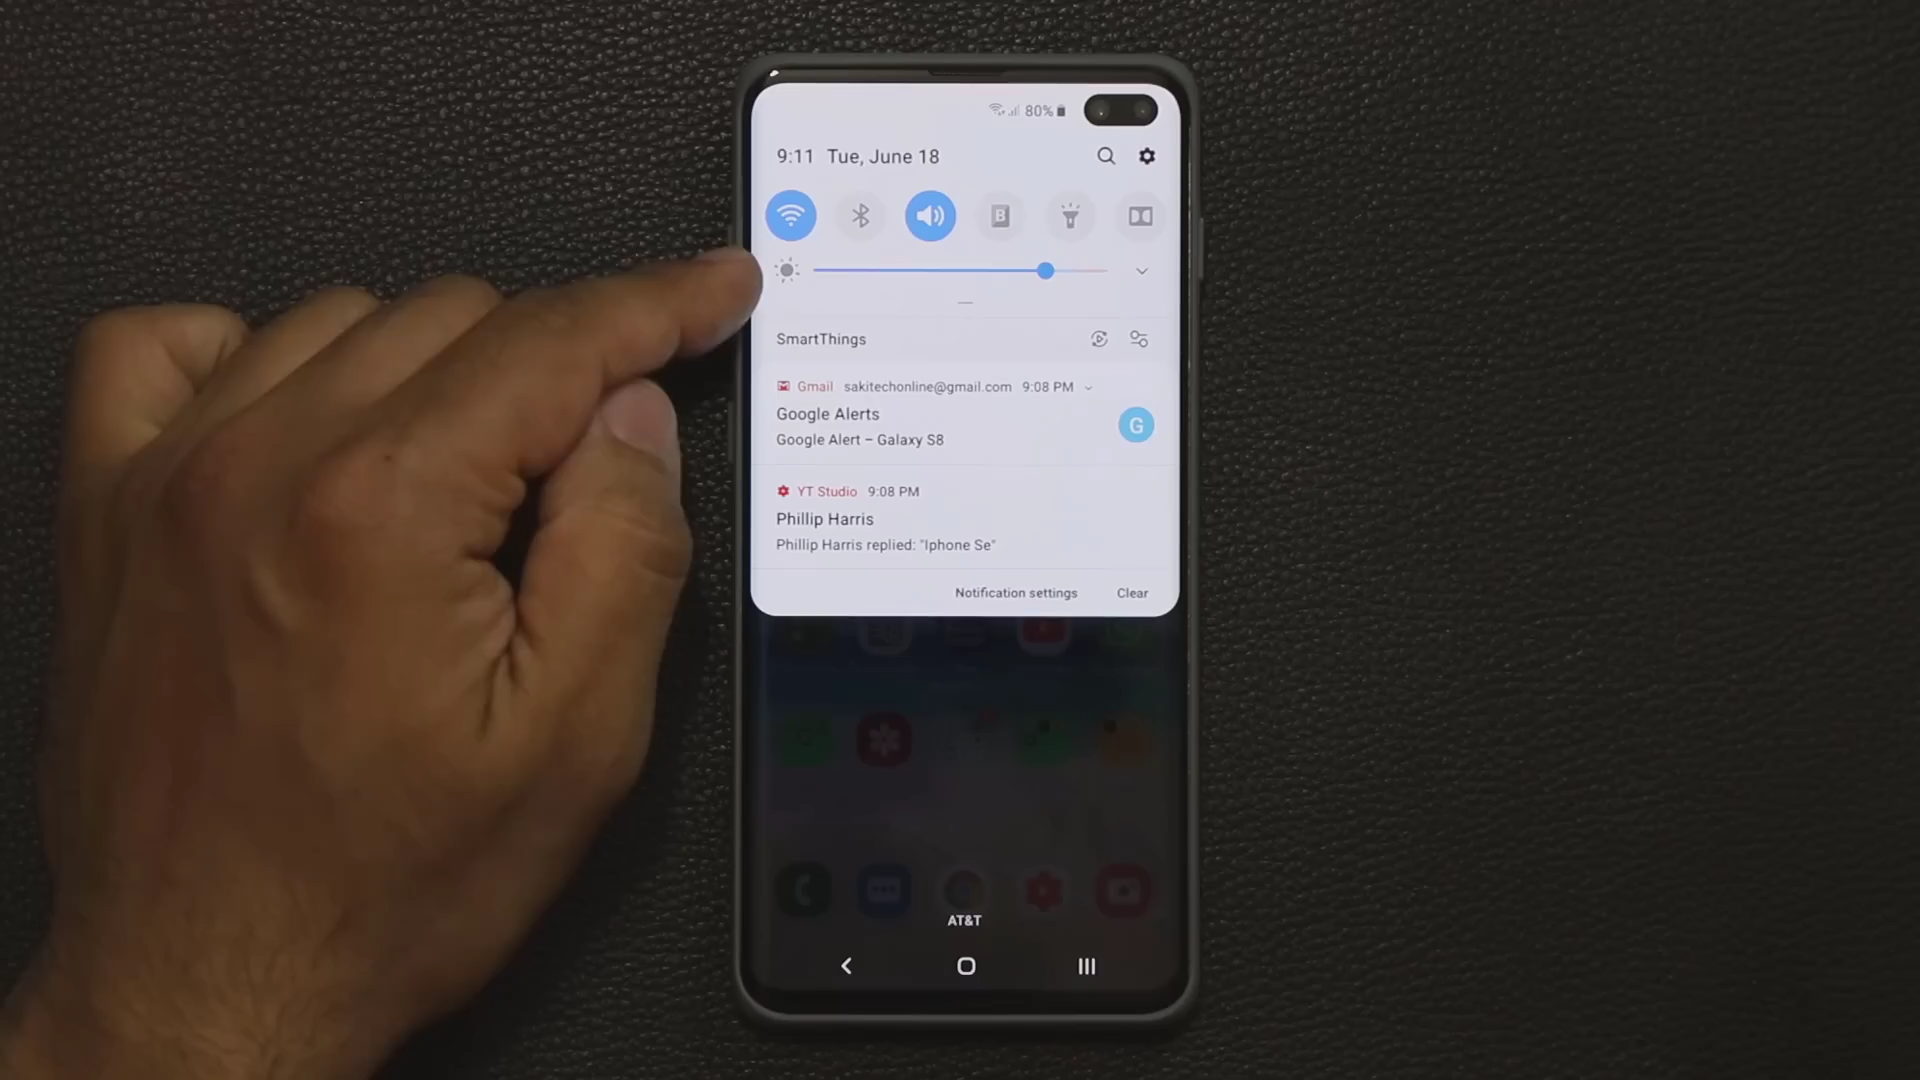 80%
9:11 Tue, June 18
B
SmartThings
Gmail sakitechonline@gmail.com 9:08 PM
Google Alerts
Google Alert – Galaxy S8
G
YT Studio 9:08 PM
Phillip Harris
Phillip Harris replied: "Iphone Se"
Notification settings Clear
AT&T